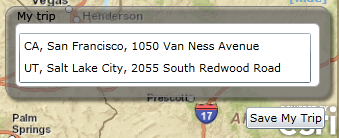 Vegas
Henderson
My trip
CA, San Francisco, 1050 Van Ness Avenue
UT, Salt Lake City, 2055 South Redwood Road
Prescott
17
Palm
Springs
Save My Trip
esri